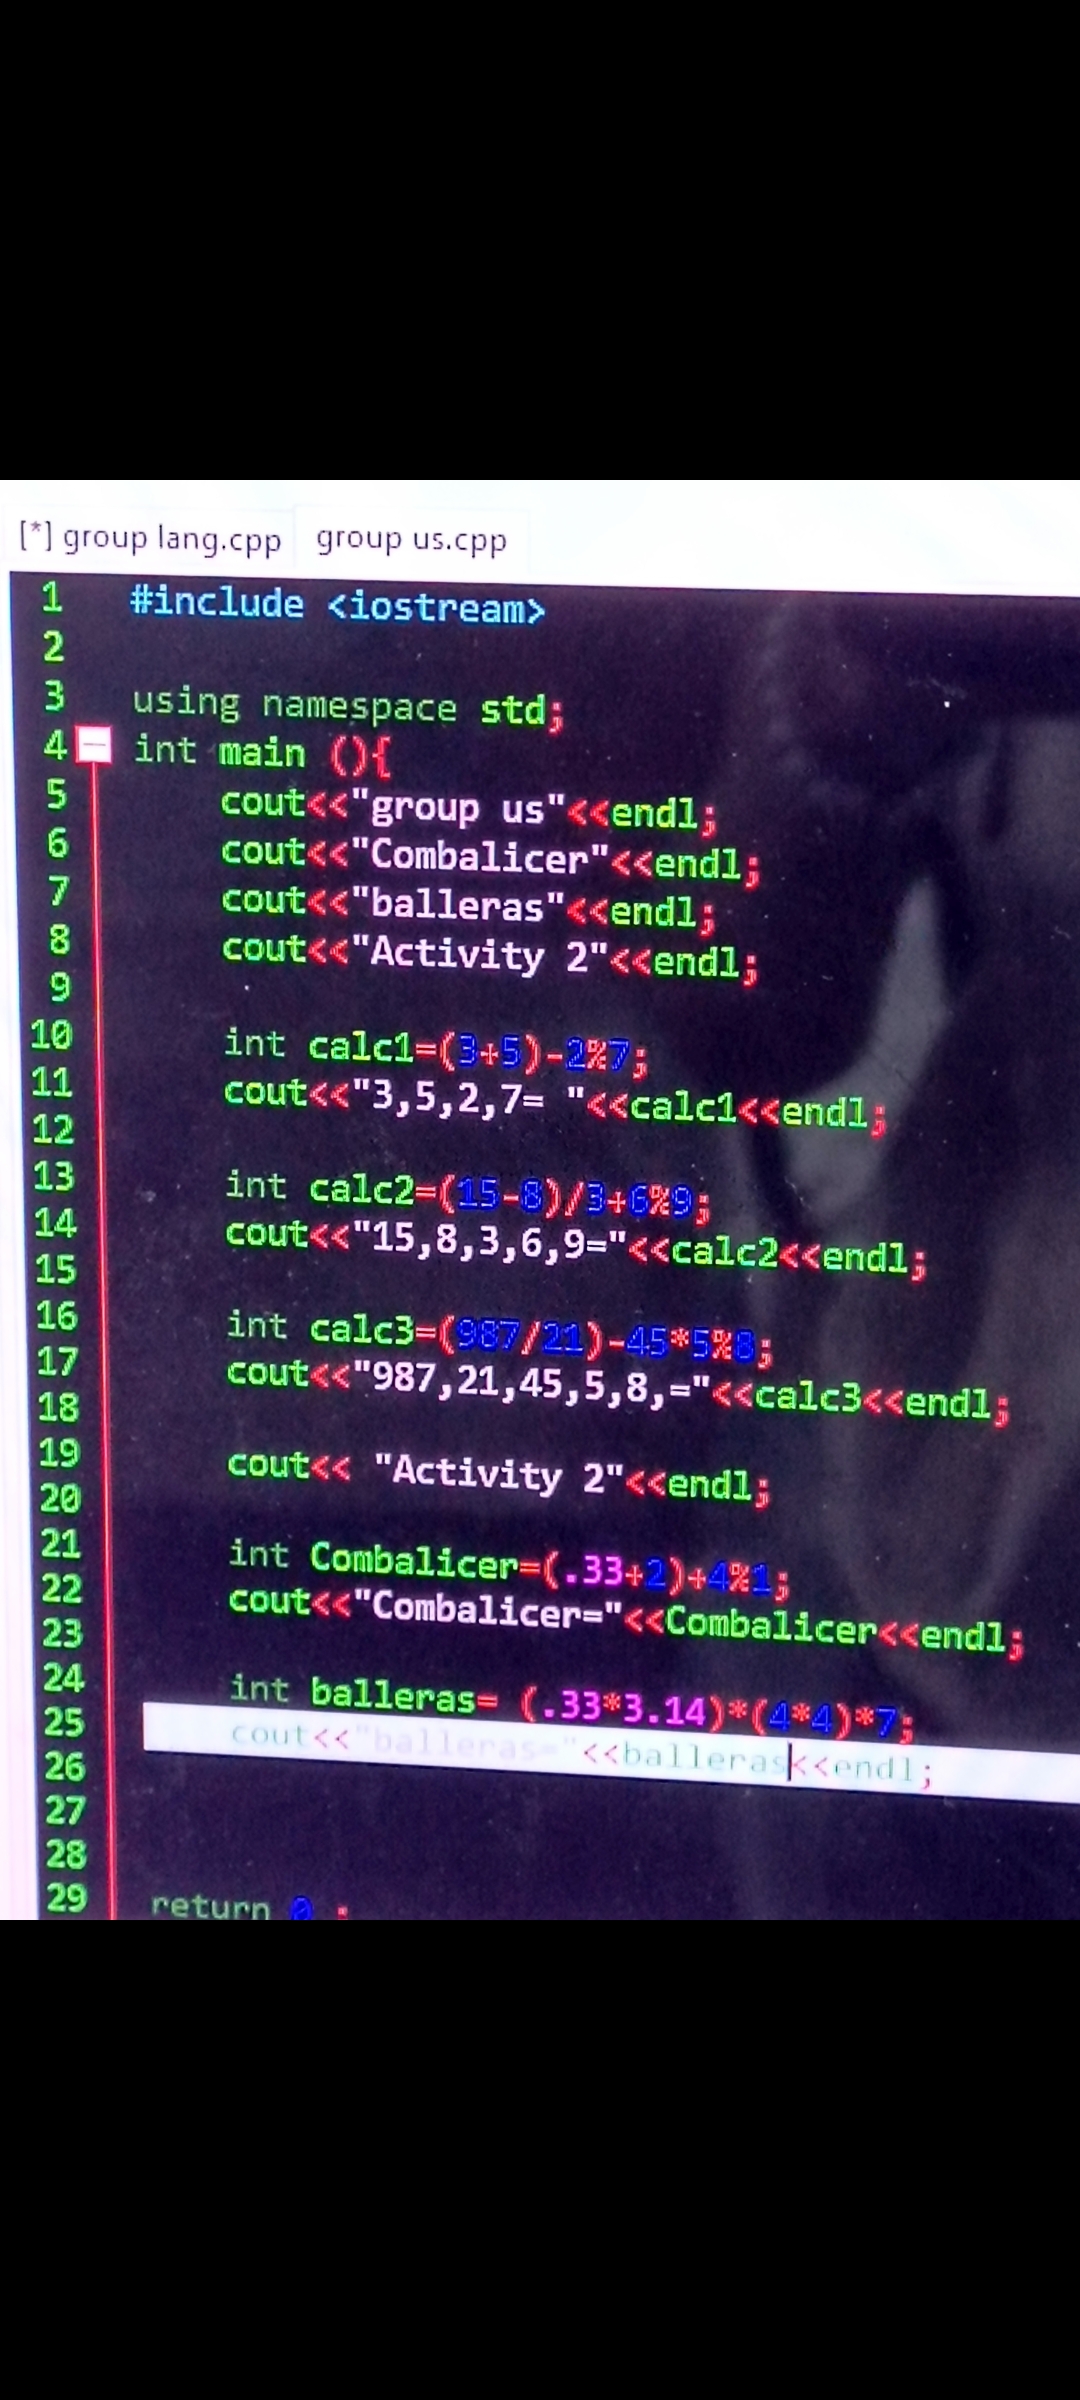 [*] group lang.cpp group us.cpp
1 #include <iostream>
2
3 using namespace std;
4 int main (){
5 cout<<"group us"<<endl;
6 cout<<"Combalicer"<<endl;
7 cout<<"balleras"<<endl;
8 cout<<"Activity 2"<<endl;
9
10 int calc1=(3+5)-2%7;
11 cout<<"3,5,2,7= "<<calc1<<endl;
12
13 int calc2=(15-8)/3+6%9;
14 cout<<"15,8,3,6,9="<<calc2<<endl;
15
16 int calc3=(987/21)-45*5%8;
17 cout<<"987,21,45,5,8,="<<calc3<<endl;
18
19 cout<< "Activity 2"<<endl;
20
21 int Combalicer=(.33+2)+4%1;
22 cout<<"Combalicer="<<Combalicer<<endl;
23
24 int balleras= (.33*3.14)*(4*4)*7;
25 cout<<"balleras="<<balleras<<endl;
26
27
28
29 return 0 ;